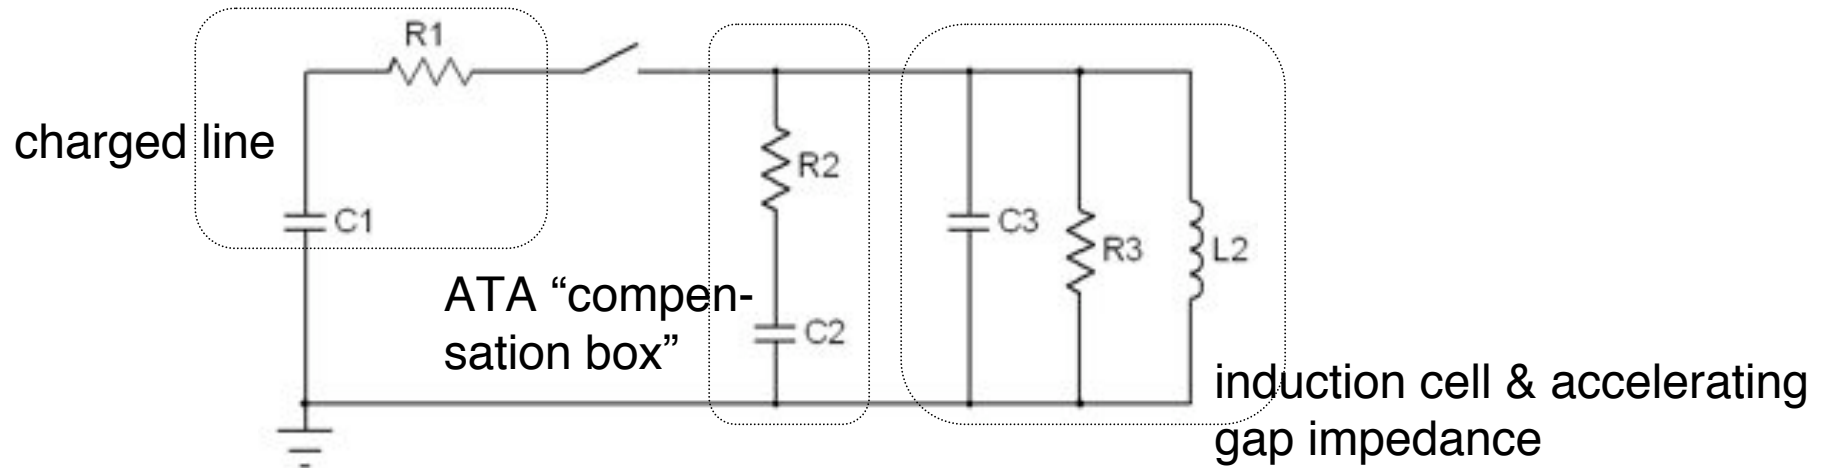 R1
charged line
R2
C1
C3
R3
L2
ATA “compen-
sation box”
C2
induction cell & accelerating
gap impedance